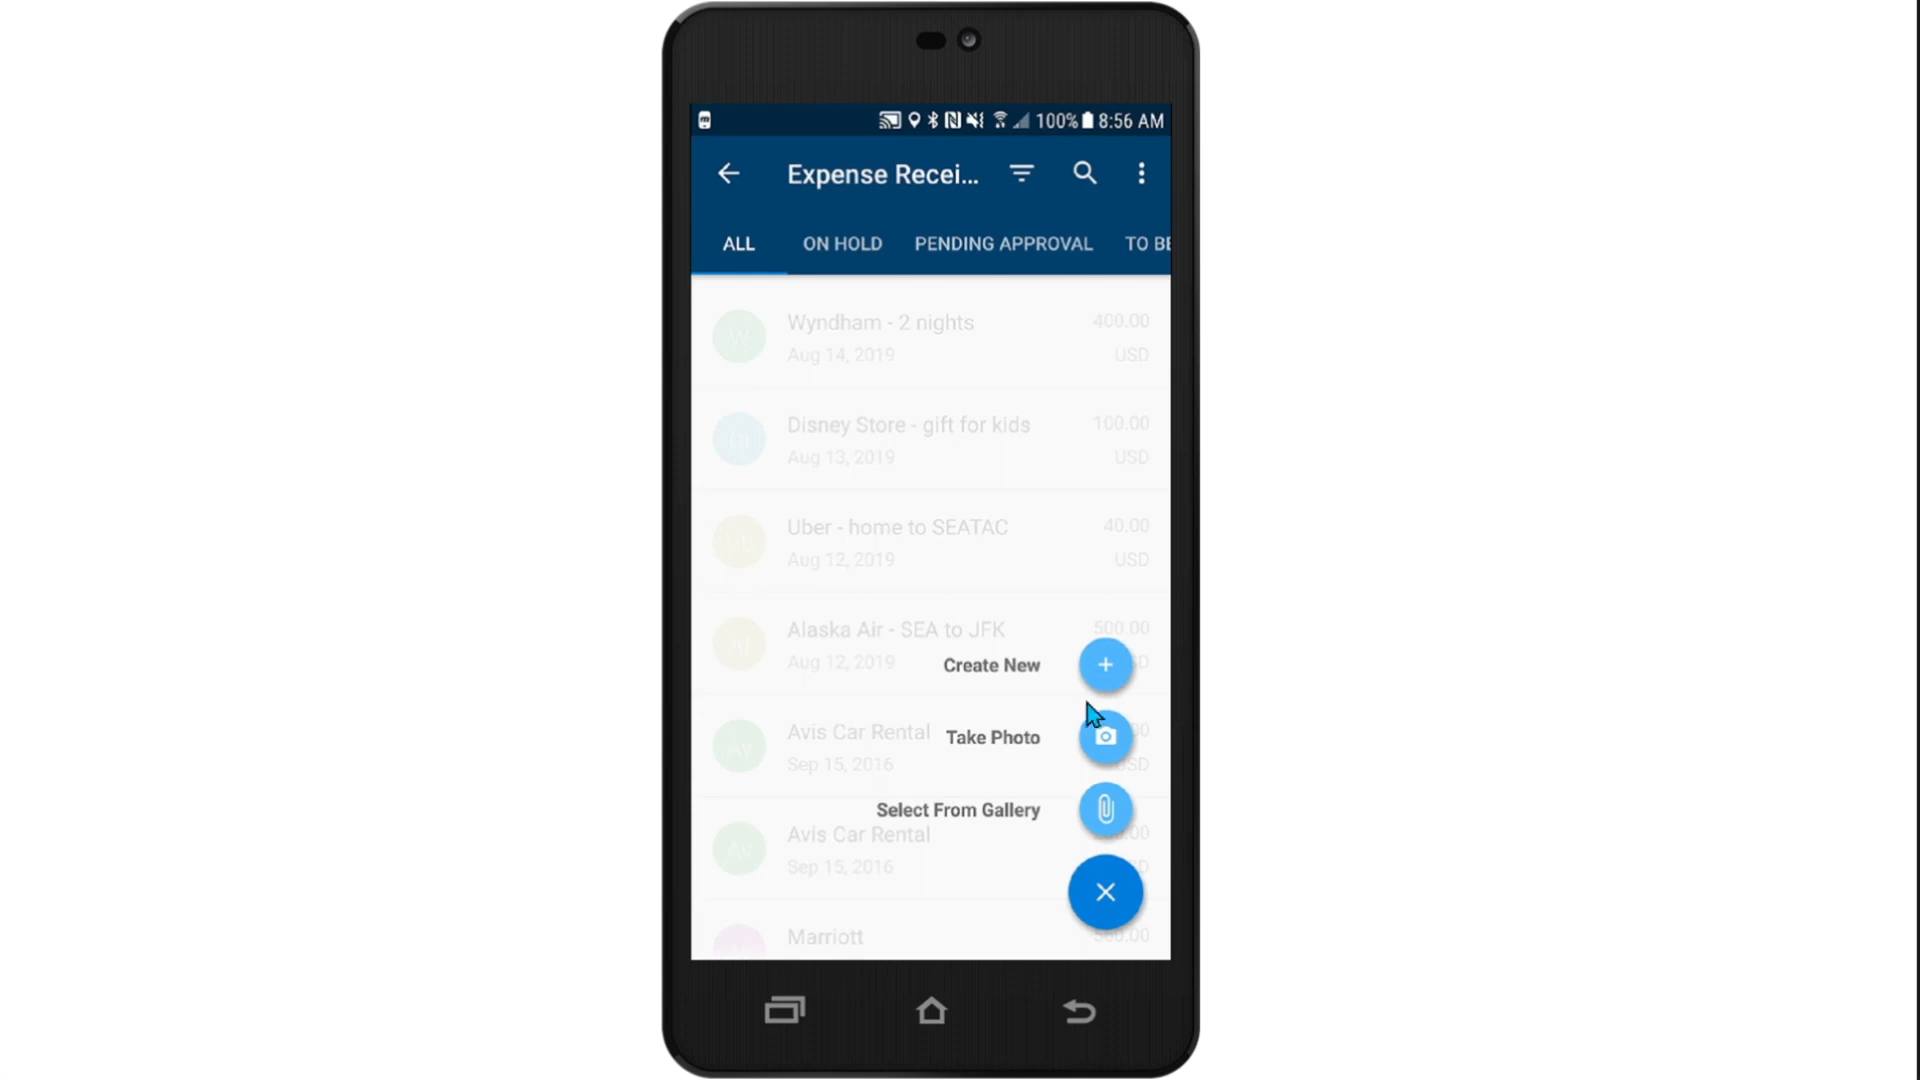 100% 8:56 AM
Expense Recei...
ALL ON HOLD PENDING APPROVAL TO BE
Wyndham - 2 nights 400.00
Aug 14, 2019 USD
Disney Store - gift for kids 100.00
Aug 13, 2019 USD
Uber - home to SEATAC 40.00
Aug 12, 2019 USD
Alaska Air - SEA to JFK 500.00
Aug 12, 2019
Create New
Avis Car Rental
Take Photo
Sep 15, 2016
Select From Gallery
Avis Car Rental
Sep 15, 2016
Marriott